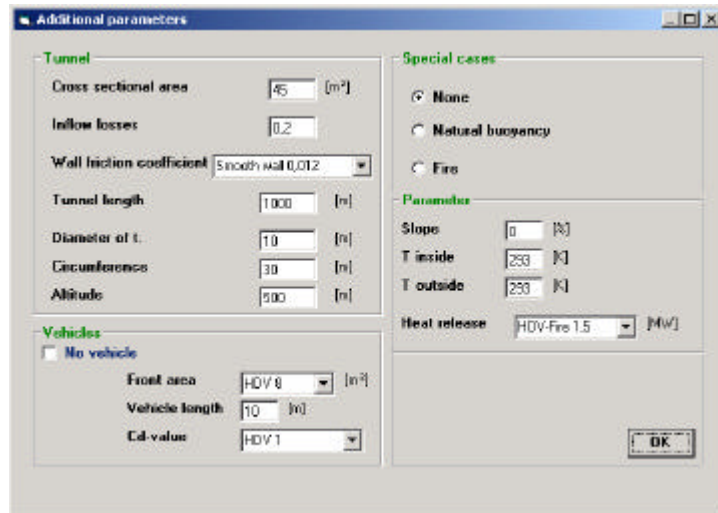 Additional parameters
Tunnel
Cross sectional area 45 [m²]
Inflow losses 0.2
Wall friction coefficient Smooth wall 0,012
Tunnel length 1000 [m]
Diameter of t. 10 [m]
Circumference 30 [m]
Altitude 500 [m]
Vehicles
No vehicle
Front area HDV 8 [m²]
Vehicle length 10 [m]
Cd-value HDV 1
Special cases
None
Natural buoyancy
Fire
Parameter
Slope 0 [%]
T inside 293 [K]
T outside 293 [K]
Heat release HDV-Fire 1.5 [MW]
OK